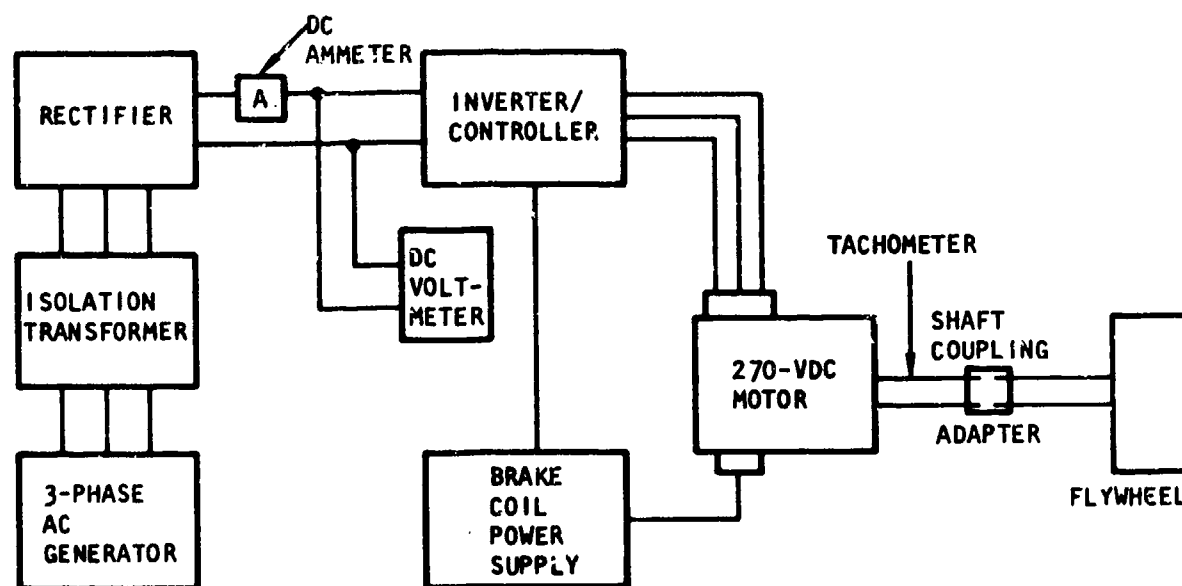 DC
AMMETER
RECTIFIER
A
INVERTER/
CONTROLLER
ISOLATION
TRANSFORMER
DC
VOLT-
METER
TACHOMETER
SHAFT
COUPLING
270-VDC
MOTOR
ADAPTER
3-PHASE
AC
GENERATOR
BRAKE
COIL
POWER
SUPPLY
FLYWHEEL